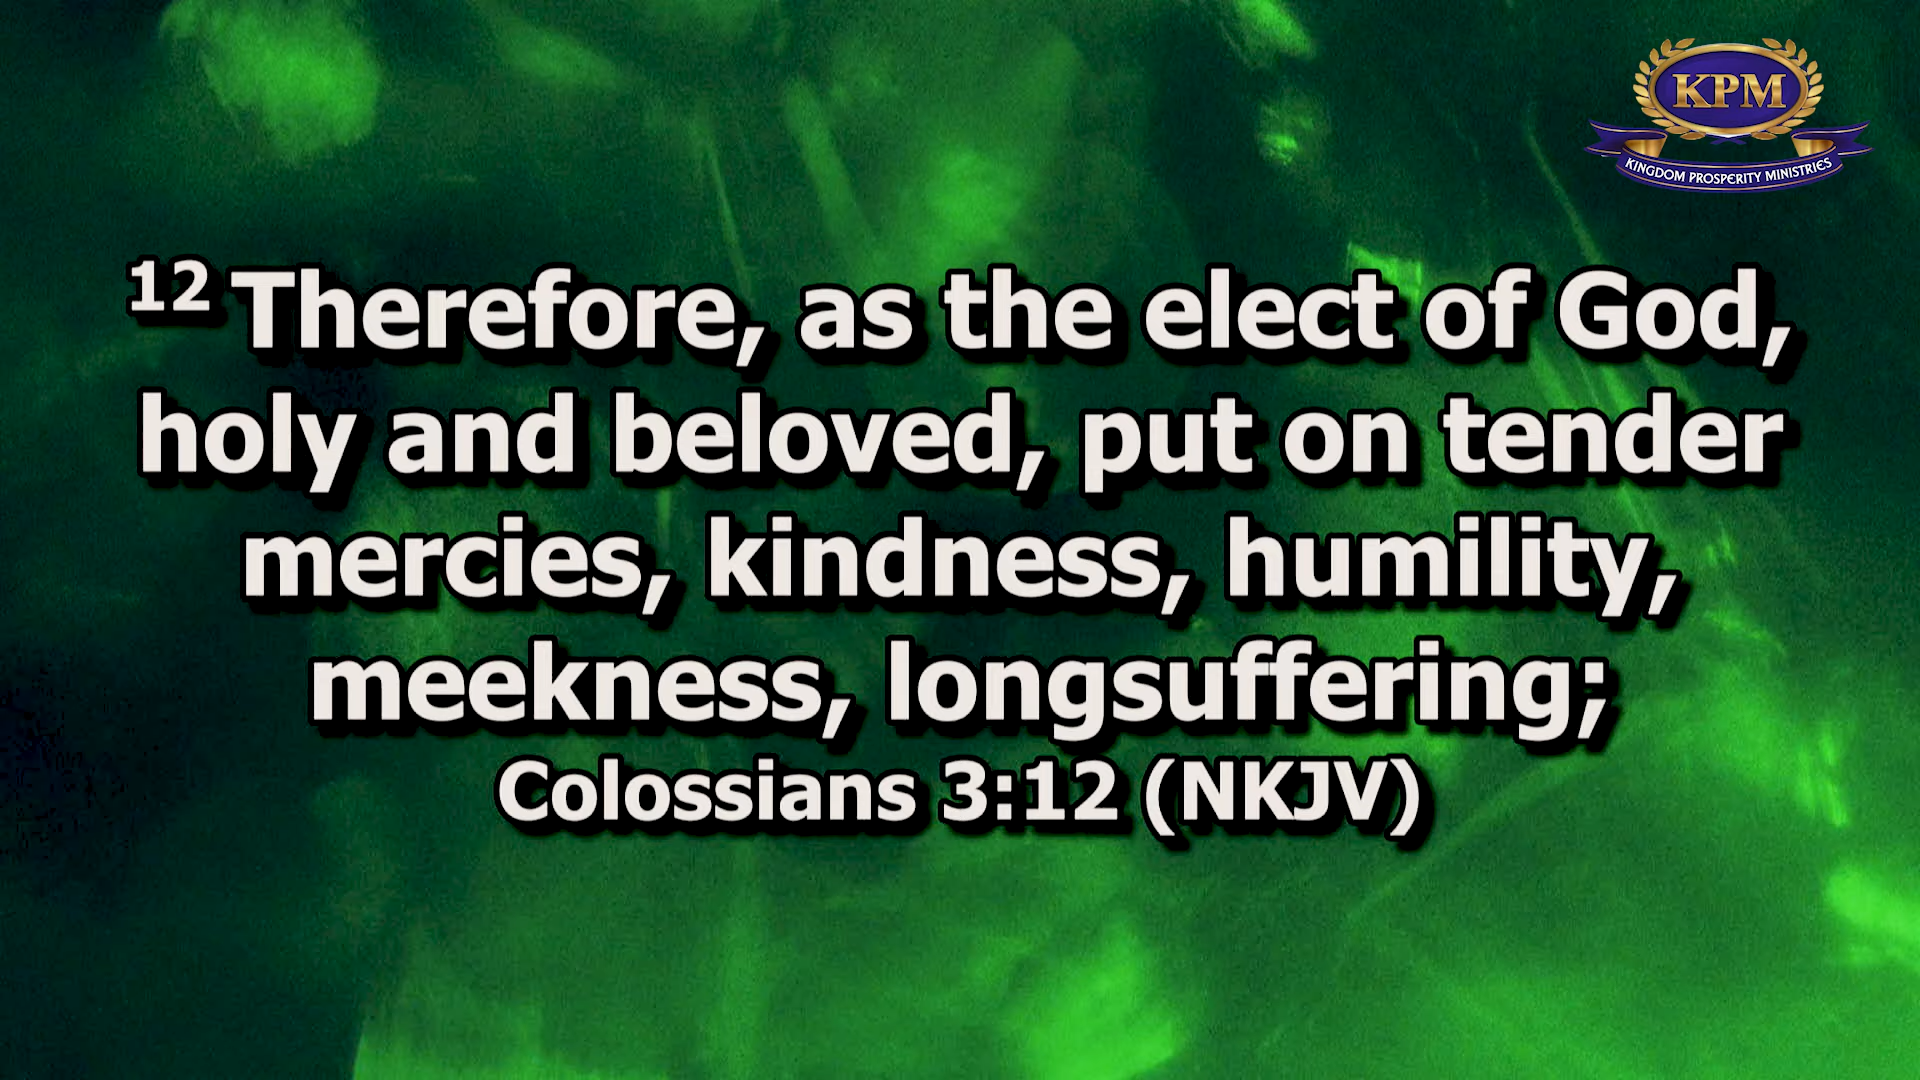 KPM
KINGDOM PROSPERITY MINISTRIES
12 Therefore, as the elect of God,
holy and beloved, put on tender
mercies, kindness, humility,
meekness, longsuffering;
Colossians 3:12 (NKJV)